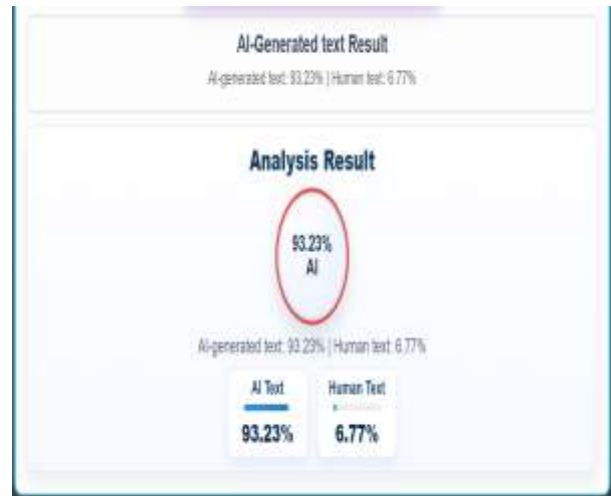 AI-Generated text Result
AI-generated text: 93.23% | Human text: 6.77%
Analysis Result
93.23%
AI
AI-generated text: 93.23% | Human text: 6.77%
AI Text Human Text
93.23% 6.77%